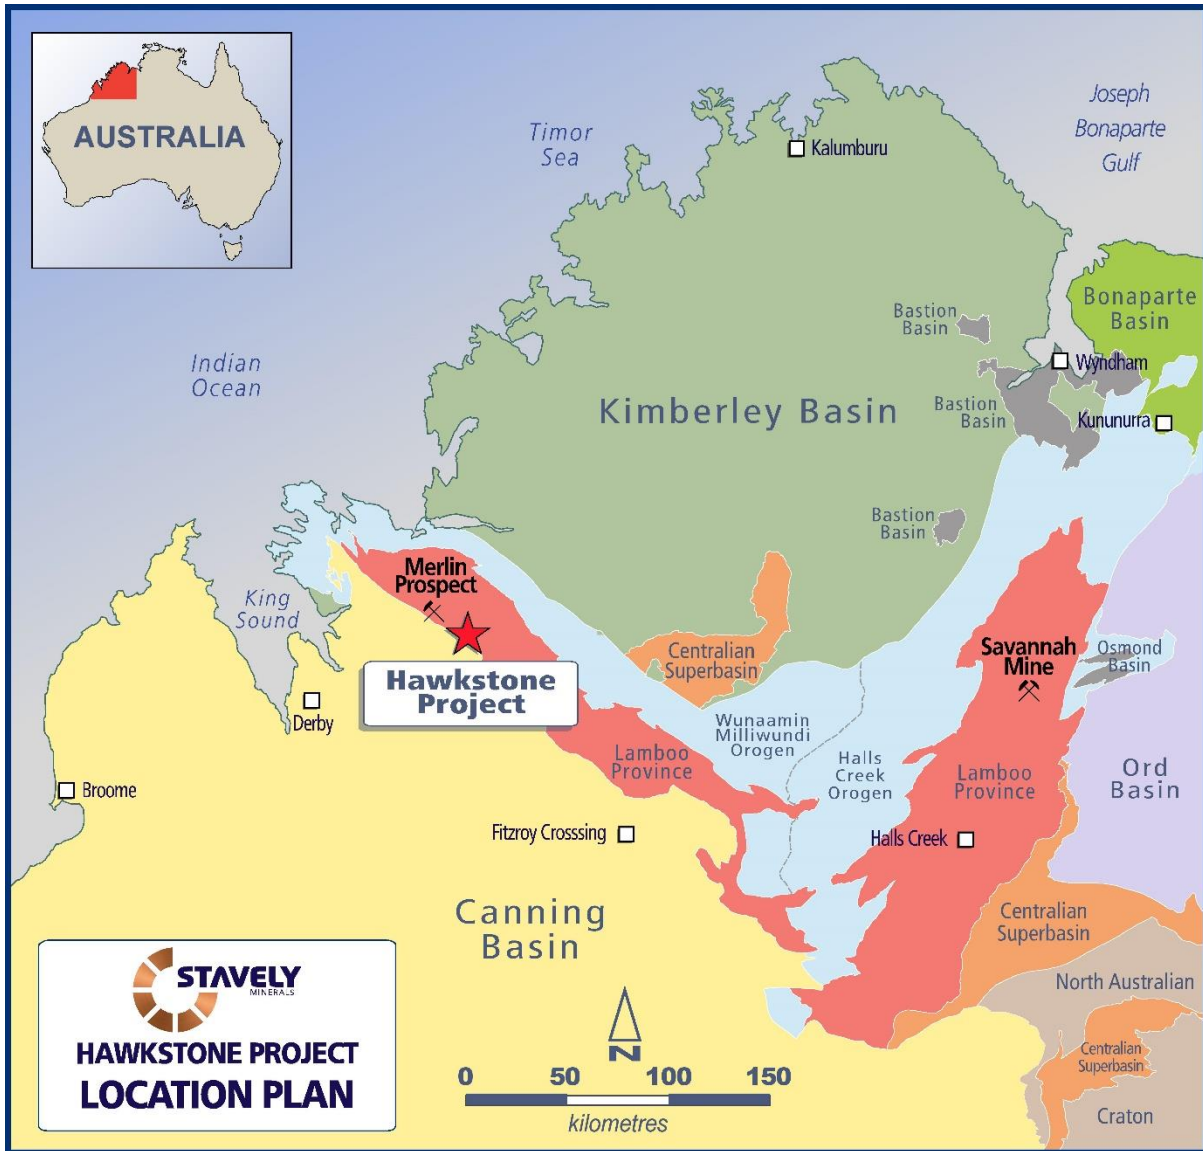 AUSTRALIA
Timor
Sea
Joseph
Bonaparte
Gulf
Kalumburu
Indian
Ocean
Bastion
Basin
Bonaparte
Basin
Wyndham
Kimberley Basin
Bastion
Basin
Kununurra
Bastion
Basin
King
Sound
Merlin
Prospect
Hawkstone
Project
Derby
Broome
Centralian
Superbasin
Savannah
Mine
Osmond
Basin
Wunaamin
Milliwundi
Orogen
Halls
Creek
Orogen
Lamboo
Province
Lamboo
Province
Ord
Basin
Fitzroy Crosssing
Halls Creek
Canning
Basin
Centralian
Superbasin
North Australian
Centralian
Superbasin
Craton
STAVELY
MINERALS
HAWKSTONE PROJECT
LOCATION PLAN
N
0 50 100 150
kilometres